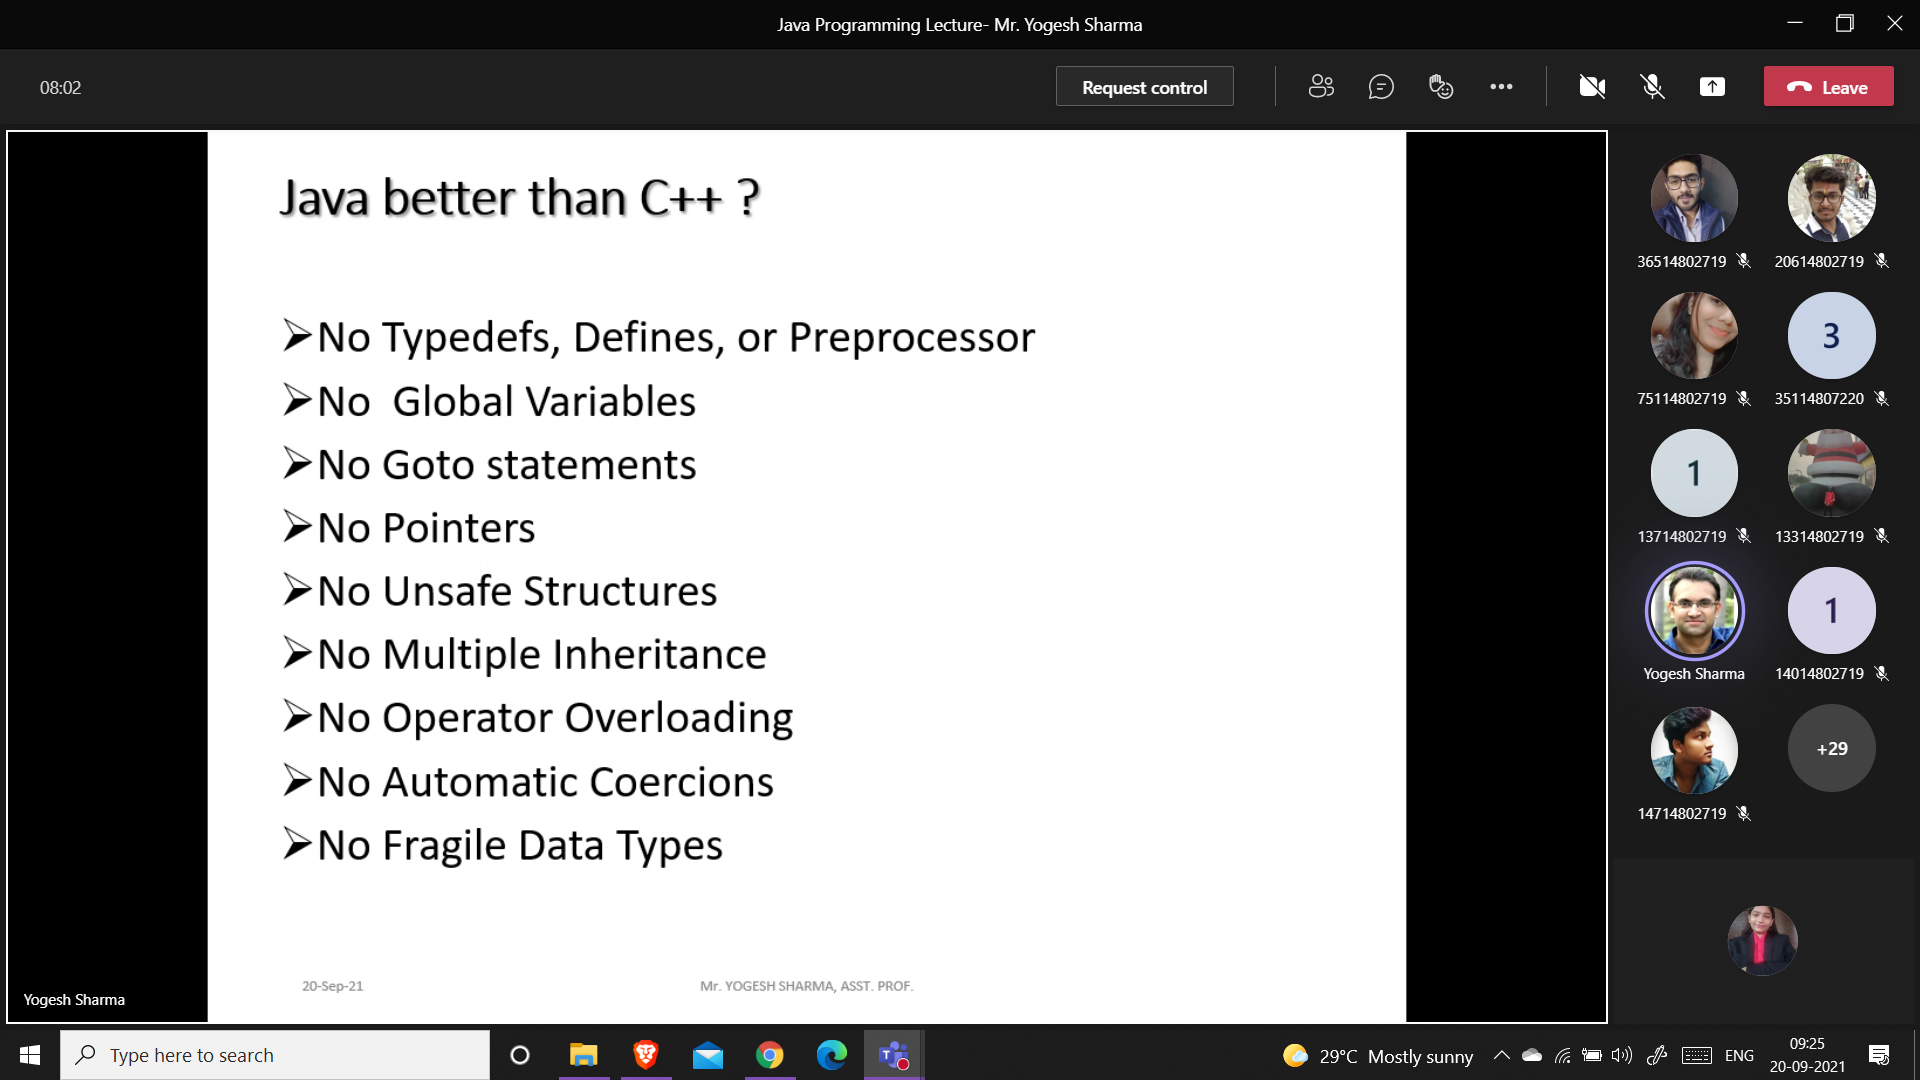 Java Programming Lecture- Mr. Yogesh Sharma
08:02
Request control
Leave
Java better than C++ ?
➢No Typedefs, Defines, or Preprocessor
➢No Global Variables
➢No Goto statements
➢No Pointers
➢No Unsafe Structures
➢No Multiple Inheritance
➢No Operator Overloading
➢No Automatic Coercions
➢No Fragile Data Types
20-Sep-21
Mr. YOGESH SHARMA, ASST. PROF.
Yogesh Sharma
36514802719
20614802719
3
75114802719
35114807220
1
13714802719
13314802719
1
Yogesh Sharma
14014802719
+29
14714802719
Type here to search
29°C Mostly sunny
ENG
09:25
20-09-2021